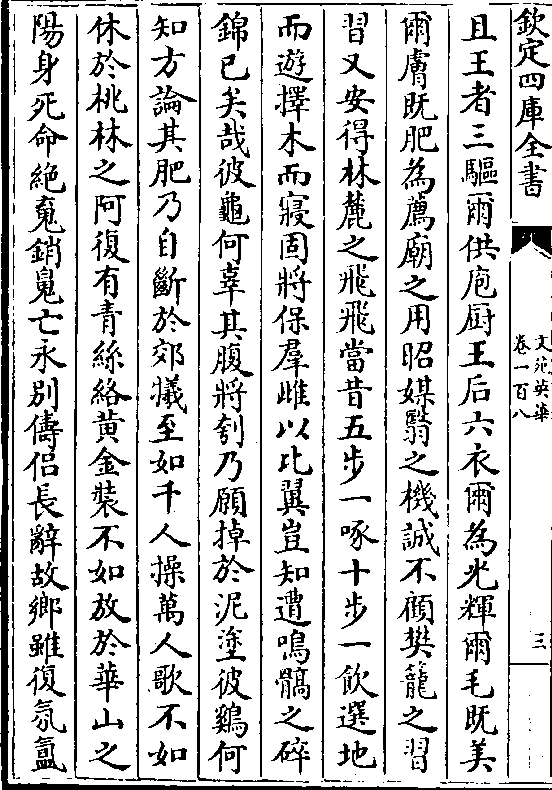 欽定四庫全書
文苑英華
卷一百八
三
且王者三驅爾供庖厨王后六衣爾為光輝爾毛既美
爾膚既肥為薦廟之用昭媒翳之機誠不顧樊籠之習
習又安得林麓之飛飛當昔五步一啄十步一飲選地
而遊擇木而寢固將保羣雌以比翼豈知遭鳴髇之碎
錦已矣哉彼龜何辜其腹將刳乃願掉於泥塗彼鷄何
知方論其肥乃自斷於郊犧至如千人操萬人歌不如
休於桃林之阿復有青絲絡黄金裝不如放於華山之
陽身死命絶䰟銷鬼亡永别儔侣長辭故鄉雖復氛氲